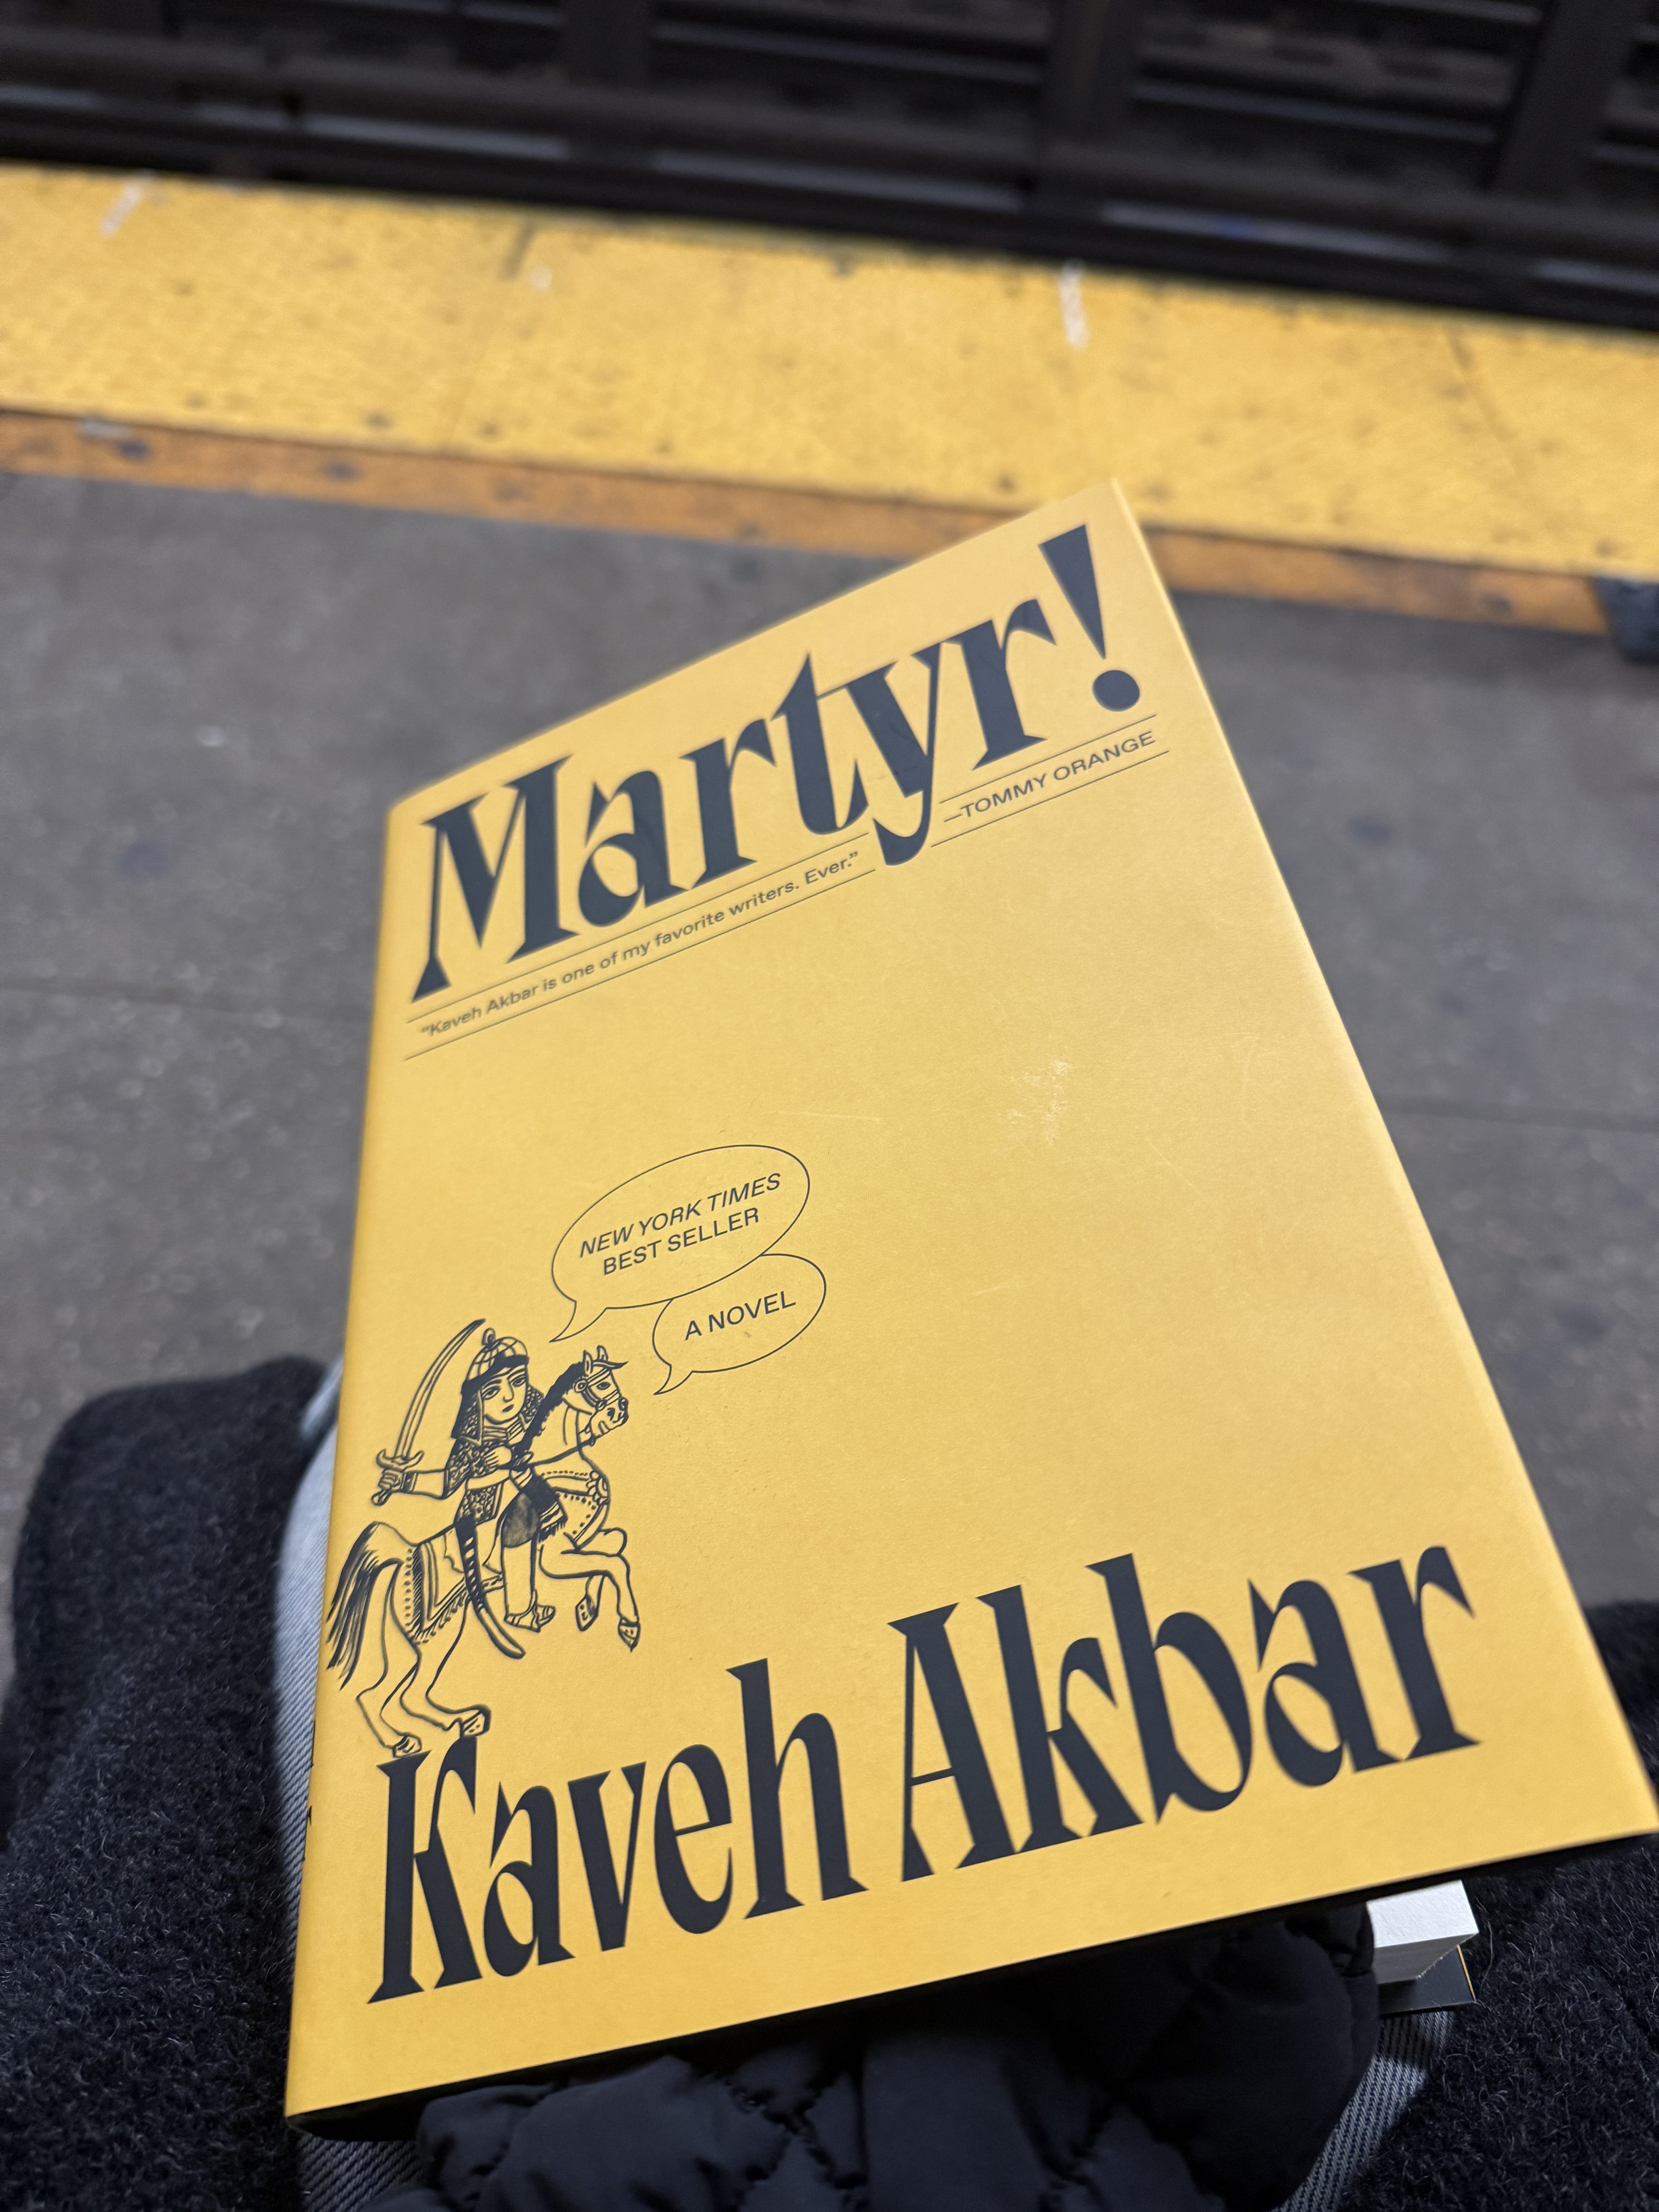 Martyr!
“Kaveh Akbar is one of my favorite writers. Ever.” —TOMMY ORANGE
NEW YORK TIMES
BEST SELLER
A NOVEL
Kaveh Akbar